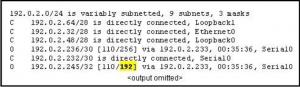 192.0.2.0/24 is variably subnetted, 9 subnets, 3 masks
C 192.0.2.64/28 is directly connected, Loopback1
C 192.0.2.32/28 is directly connected, Ethernet0
C 192.0.2.48/28 is directly connected, Loopback0
O 192.0.2.236/30 [110/256] via 192.0.2.233, 00:35:36, Serial0
C 192.0.2.232/30 is directly connected, Serial0
O 192.0.2.245/32 [110/192] via 192.0.2.233, 00:35:36, Serial0
<output omitted>